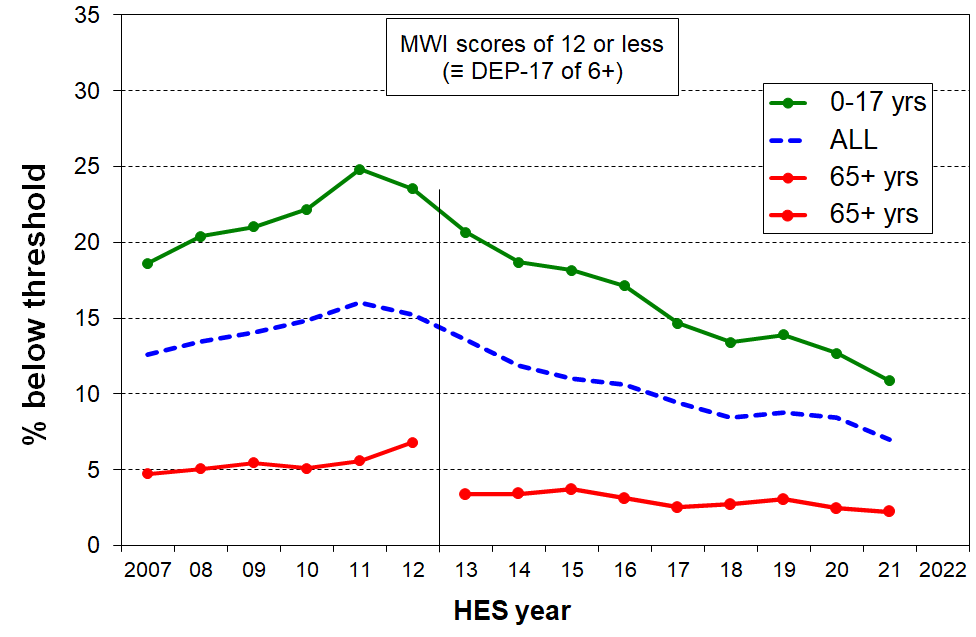 MWI scores of 12 or less
(≡ DEP-17 of 6+)
0-17 yrs
ALL
65+ yrs
65+ yrs
% below threshold
35
30
25
20
15
10
5
0
2007 08 09 10 11 12 13 14 15 16 17 18 19 20 21 2022
HES year